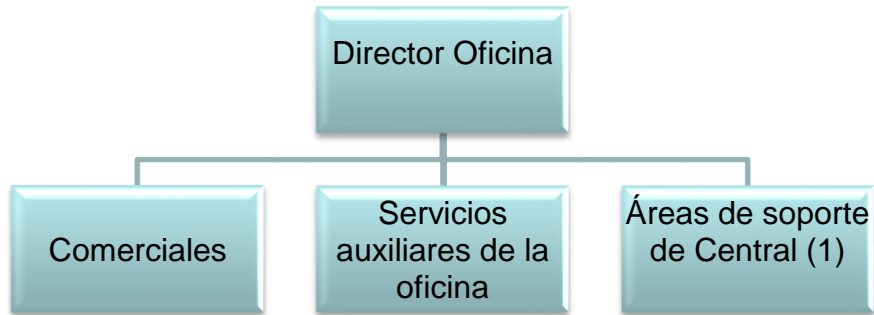 Director Oficina
Comerciales
Servicios
auxiliares de la
oficina
Áreas de soporte
de Central (1)